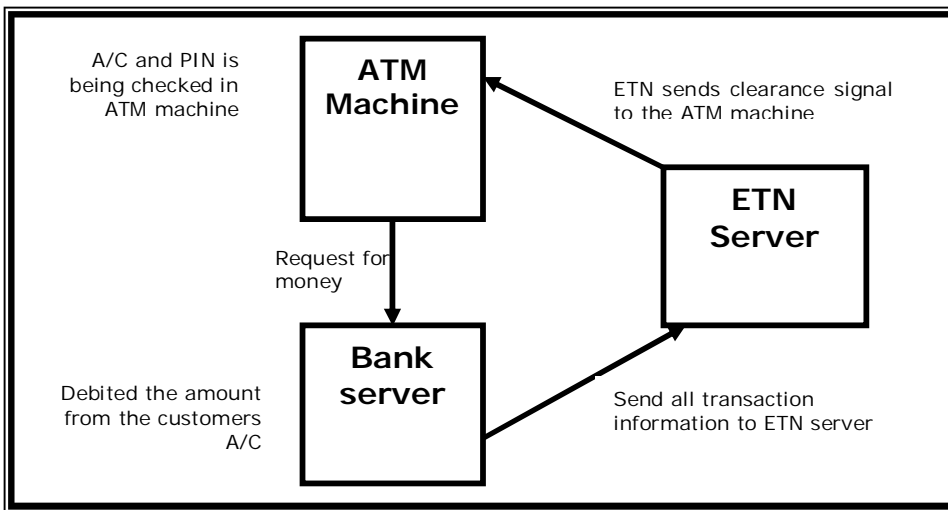 A/C and PIN is
being checked in
ATM machine
ATM
Machine
ETN sends clearance signal
to the ATM machine
ETN
Server
Request for
money
Bank
server
Debited the amount
from the customers
A/C
Send all transaction
information to ETN server